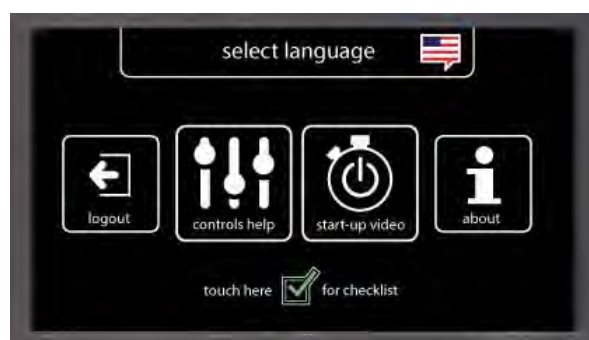 select language
logout
controls help
start-up video
about
touch here for checklist